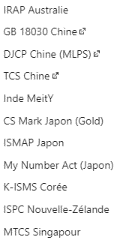 IRAP Australie
GB 18030 Chine
DJCP Chine (MLPS)
TCS Chine
Inde MeitY
CS Mark Japon (Gold)
ISMAP Japon
My Number Act (Japon)
K-ISMS Corée
ISPC Nouvelle-Zélande
MTCS Singapour